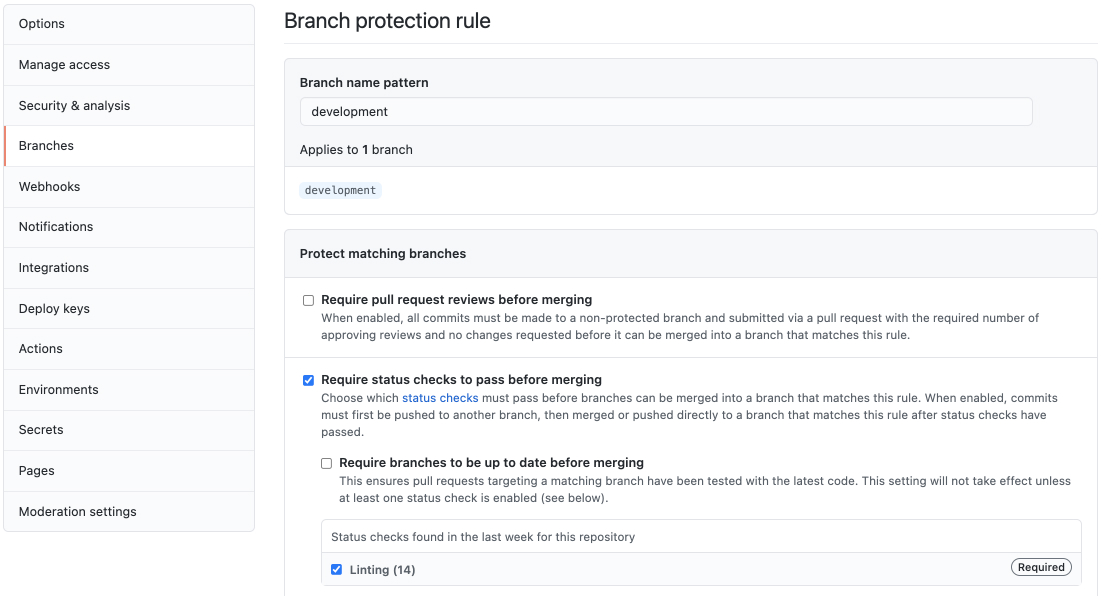 Options
Manage access
Security & analysis
Branches
Webhooks
Notifications
Integrations
Deploy keys
Actions
Environments
Secrets
Pages
Moderation settings
Branch protection rule
Branch name pattern
development
Applies to 1 branch
development
Protect matching branches
Require pull request reviews before merging
When enabled, all commits must be made to a non-protected branch and submitted via a pull request with the required number of
approving reviews and no changes requested before it can be merged into a branch that matches this rule.
Require status checks to pass before merging
Choose which status checks must pass before branches can be merged into a branch that matches this rule. When enabled, commits
must first be pushed to another branch, then merged or pushed directly to a branch that matches this rule after status checks have
passed.
Require branches to be up to date before merging
This ensures pull requests targeting a matching branch have been tested with the latest code. This setting will not take effect unless
at least one status check is enabled (see below).
Status checks found in the last week for this repository
Linting (14) Required